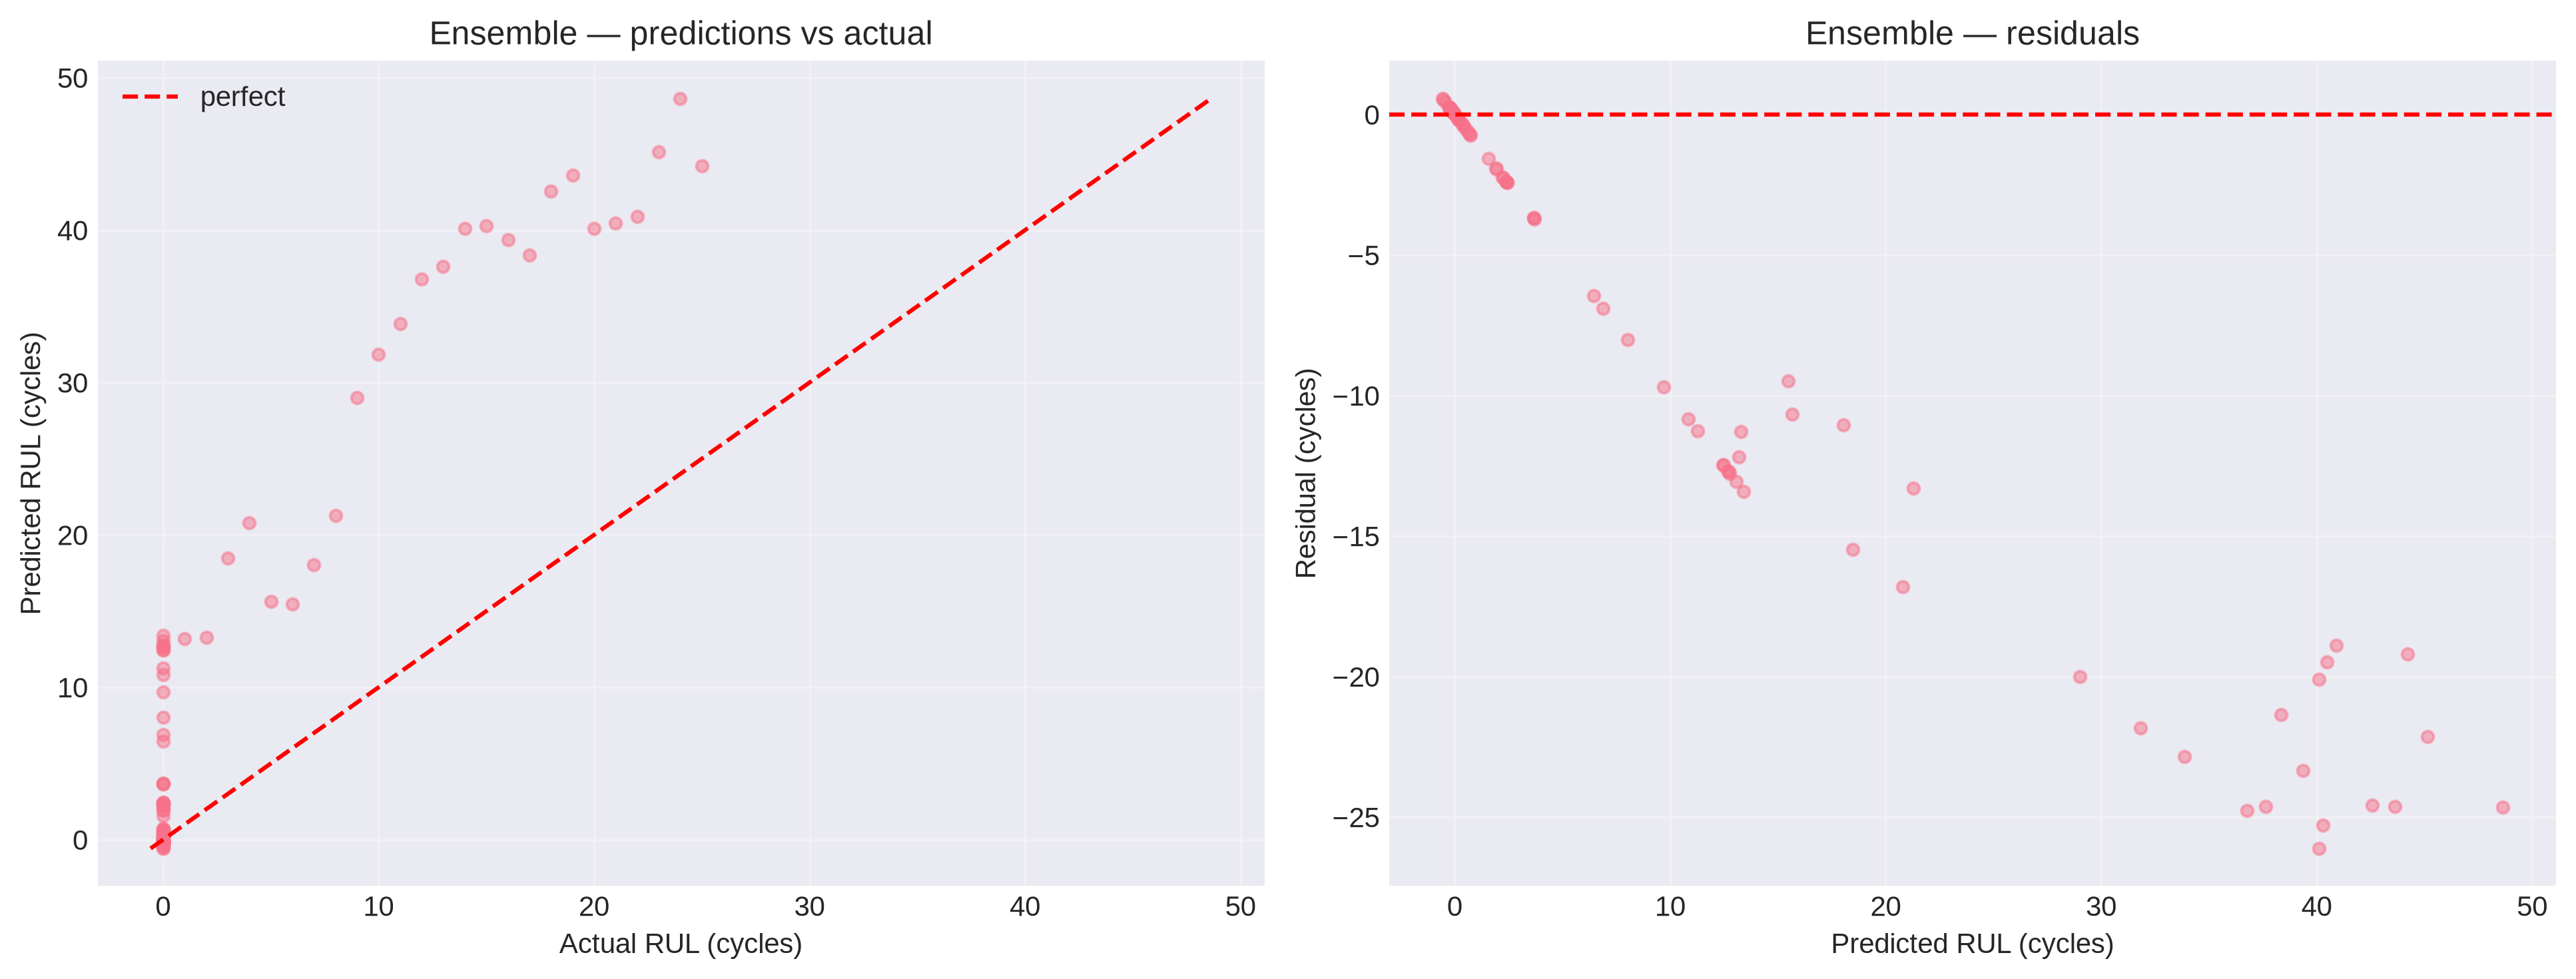 Ensemble — predictions vs actual
perfect
50
40
30
20
10
0
Predicted RUL (cycles)
0 10 20 30 40 50
Actual RUL (cycles)
Ensemble — residuals
0
−5
−10
−15
−20
−25
Residual (cycles)
0 10 20 30 40 50
Predicted RUL (cycles)